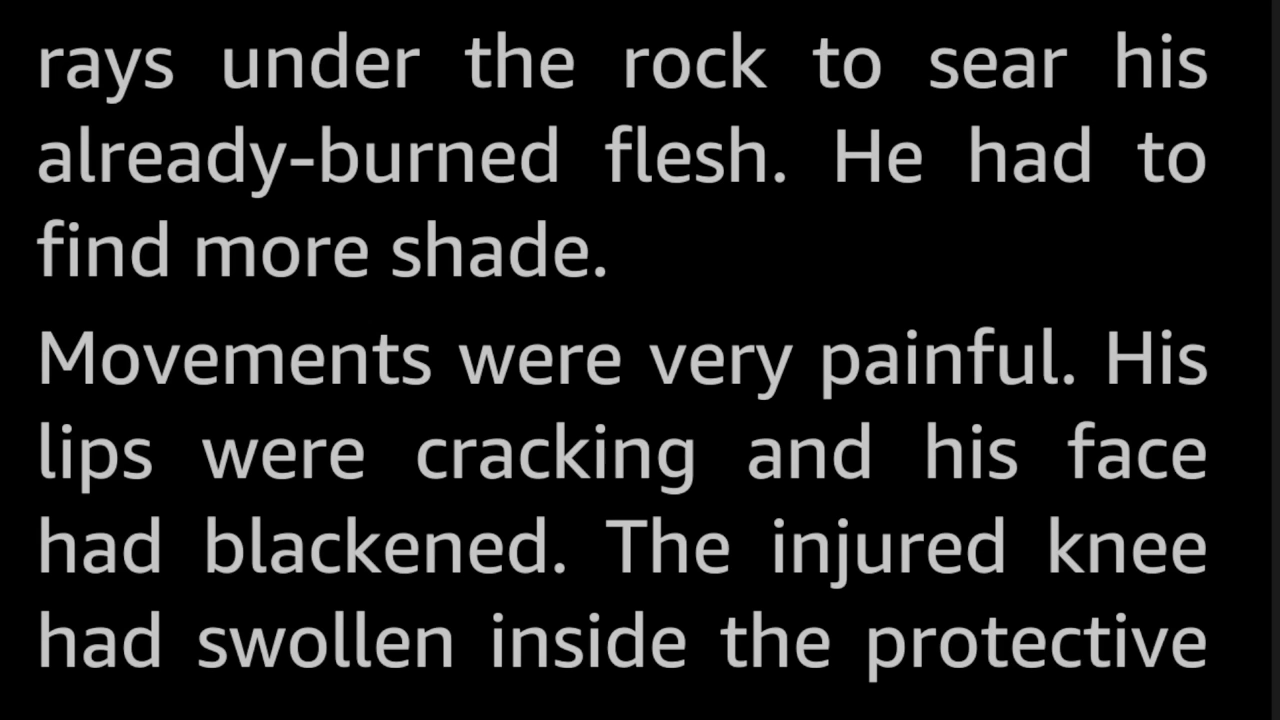 rays under the rock to sear his
already-burned flesh. He had to
find more shade.
Movements were very painful. His
lips were cracking and his face
had blackened. The injured knee
had swollen inside the protective